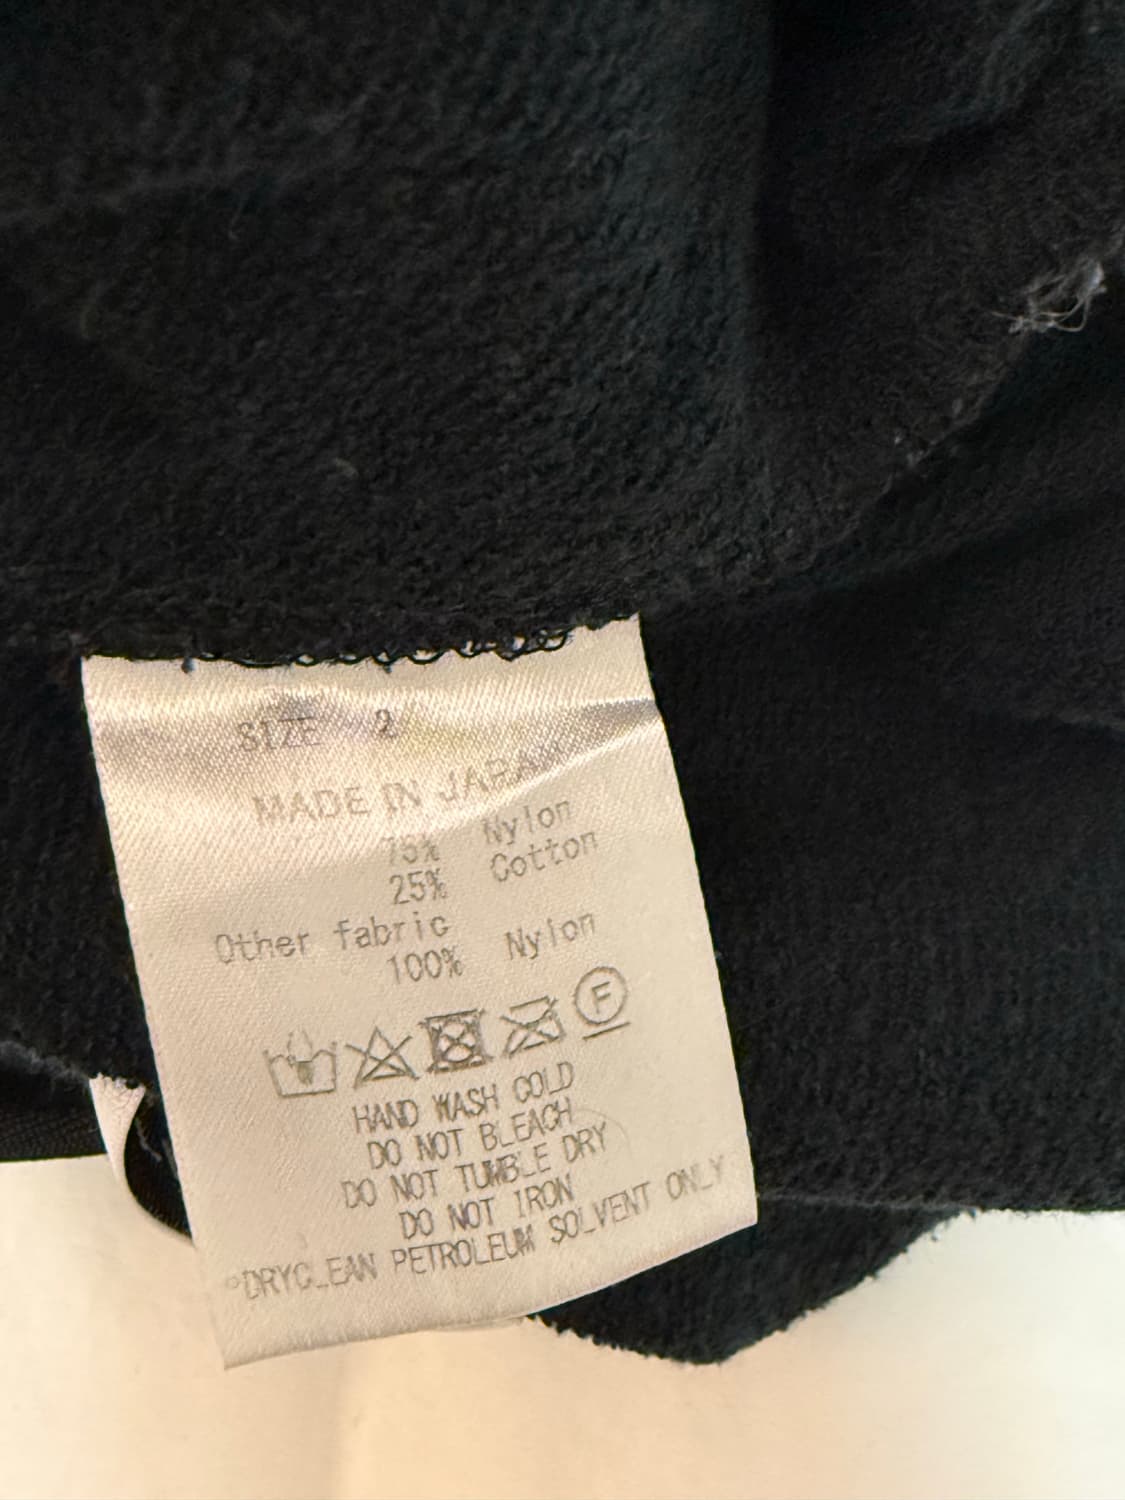 SIZE 2
MADE IN JAPAN
75% Nylon
25% Cotton
Other fabric
100% Nylon
F
HAND WASH COLD
DO NOT BLEACH
DO NOT TUMBLE DRY
DO NOT IRON
DRYCLEAN PETROLEUM SOLVENT ONLY